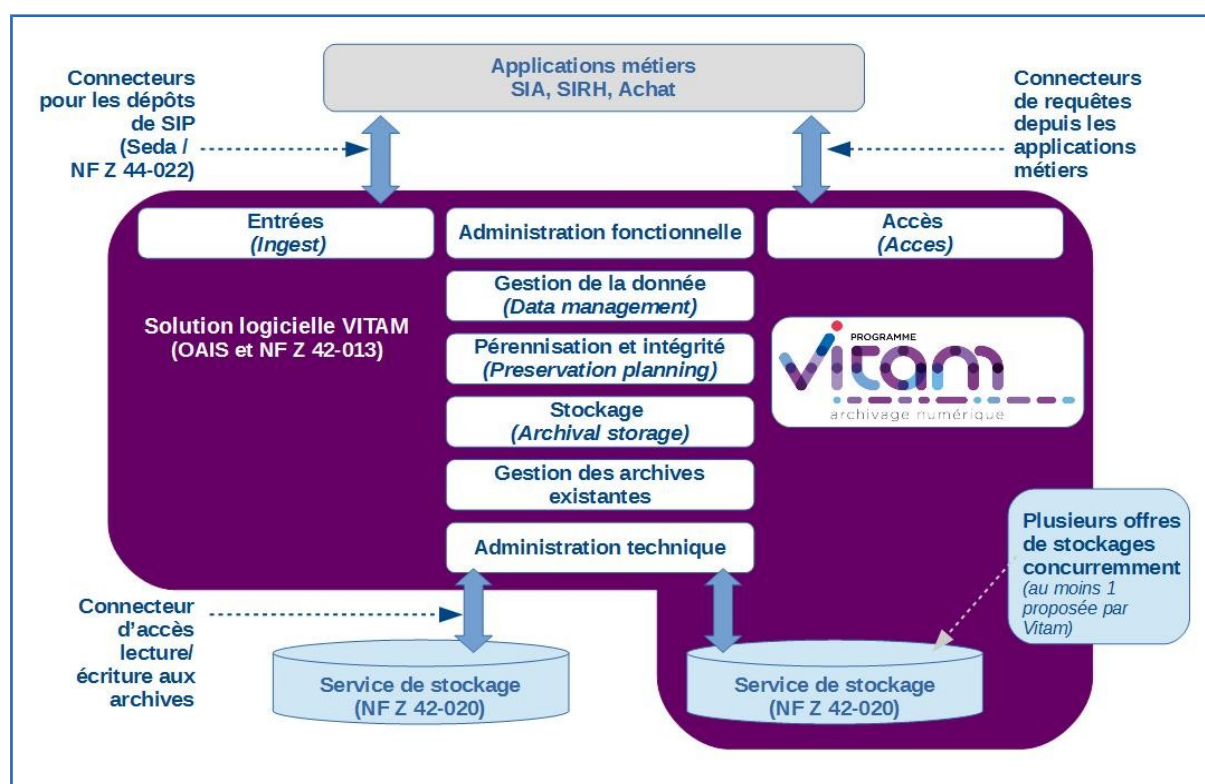 Applications métiers
SIA, SIRH, Achat
Connecteurs
pour les dépôts
de SIP
(Seda /
NF Z 44-022)
Connecteurs
de requêtes
depuis les
applications
métiers
Entrées
(Ingest)
Administration fonctionnelle
Accès
(Acces)
Gestion de la donnée
(Data management)
Solution logicielle VITAM
(OAIS et NF Z 42-013)
Pérennisation et intégrité
(Preservation planning)
PROGRAMME
vitam
archivage numérique
Stockage
(Archival storage)
Gestion des archives
existantes
Administration technique
Plusieurs offres
de stockages
concurremment
(au moins 1
proposée par
Vitam)
Connecteur
d'accès
lecture/
écriture aux
archives
Service de stockage
(NF Z 42-020)
Service de stockage
(NF Z 42-020)